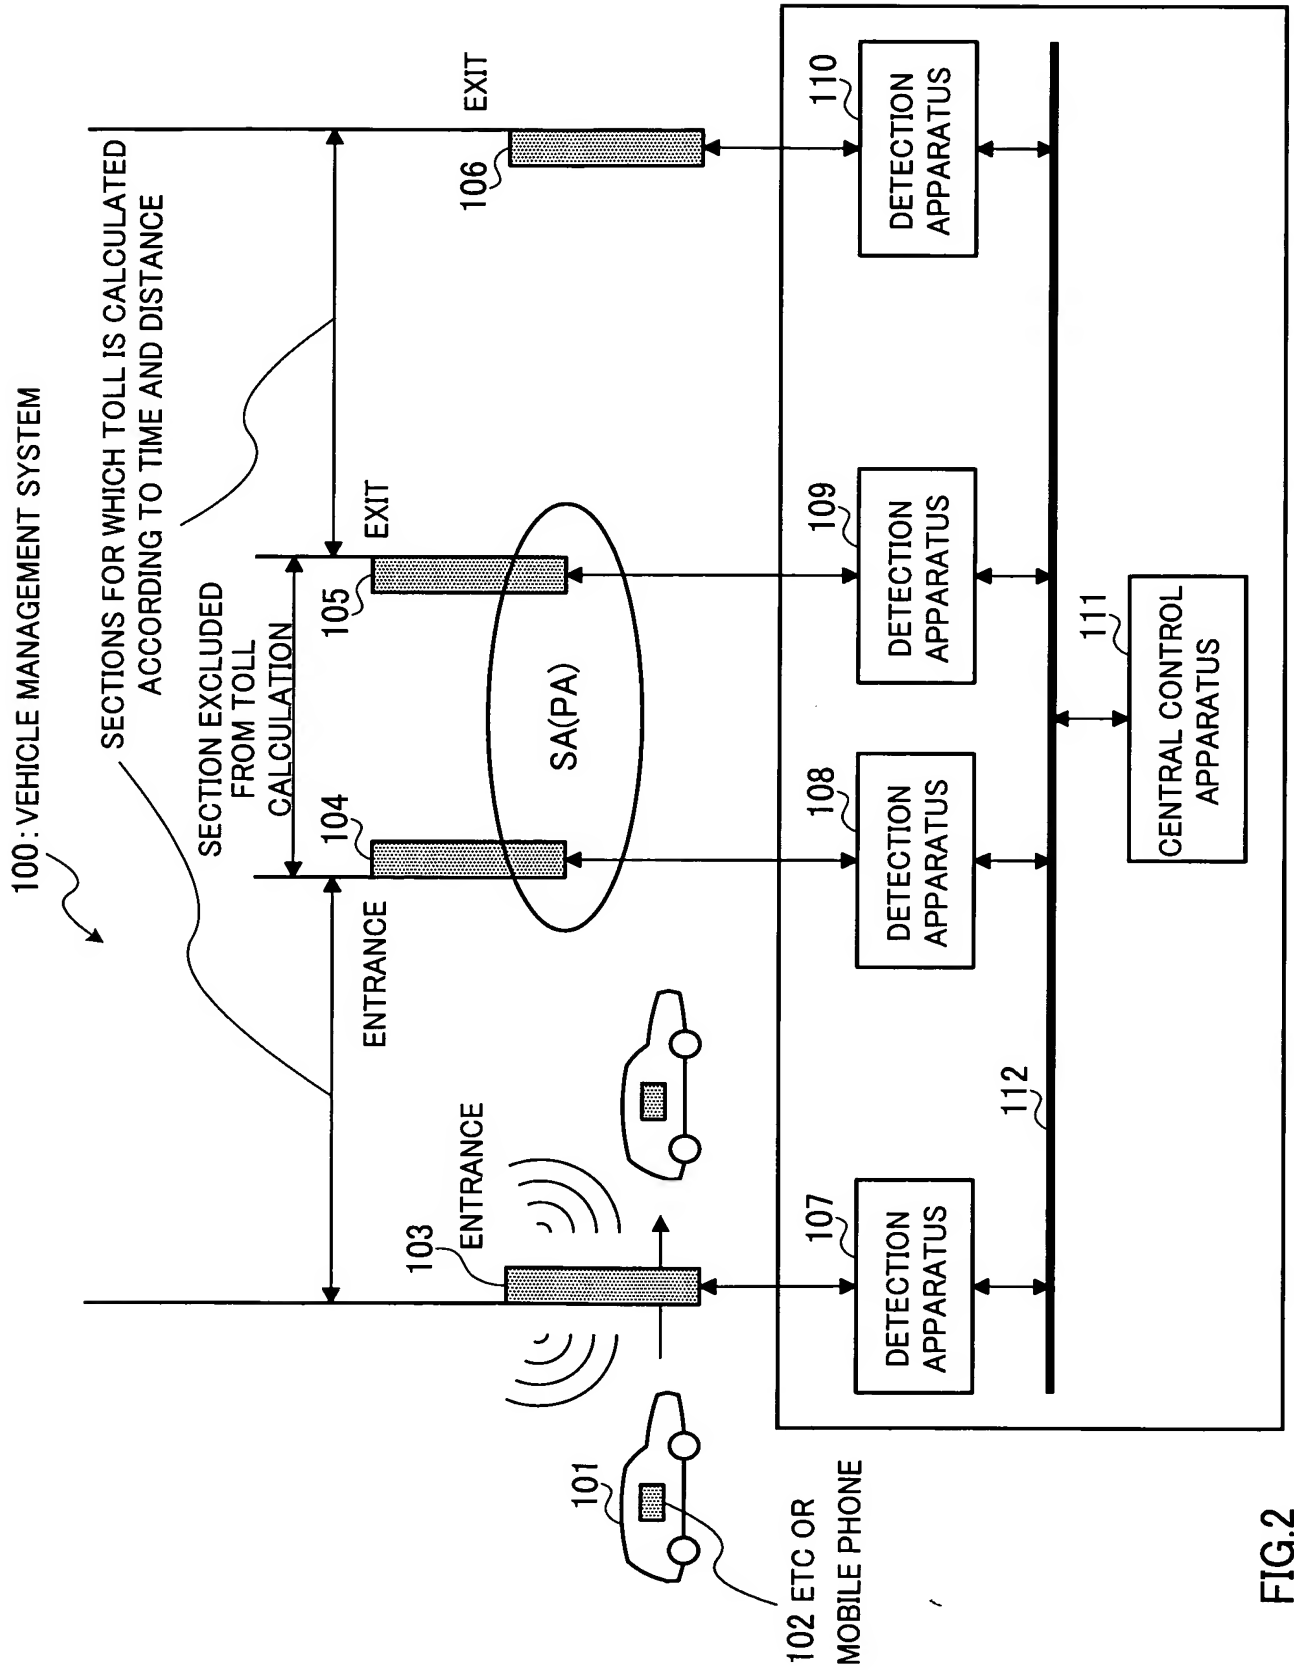 100 : VEHICLE MANAGEMENT SYSTEM
SECTIONS FOR WHICH TOLL IS CALCULATED
ACCORDING TO TIME AND DISTANCE
SECTION EXCLUDED
FROM TOLL
CALCULATION
ENTRANCE
104
105
EXIT
103
ENTRANCE
106
EXIT
SA(PA)
101
102 ETC OR
MOBILE PHONE
107
DETECTION
APPARATUS
108
DETECTION
APPARATUS
109
DETECTION
APPARATUS
110
DETECTION
APPARATUS
112
111
CENTRAL CONTROL
APPARATUS
FIG.2